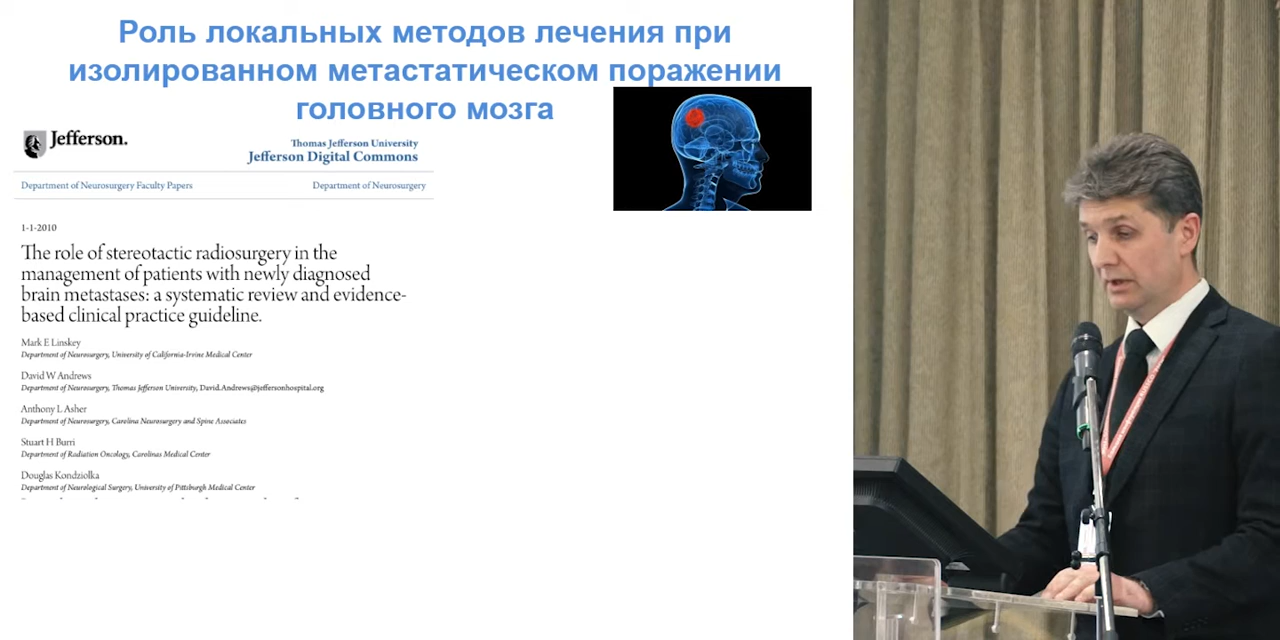 Роль локальных методов лечения при
изолированном метастатическом поражении
головного мозга
Jefferson.
Thomas Jefferson University
Jefferson Digital Commons
Department of Neurosurgery Faculty Papers
Department of Neurosurgery
1-1-2010
The role of stereotactic radiosurgery in the
management of patients with newly diagnosed
brain metastases: a systematic review and evidence-
based clinical practice guideline.
Mark E Linskey
Department of Neurosurgery, University of California-Irvine Medical Center
David W Andrews
Department of Neurosurgery, Thomas Jefferson University, David.Andrews@jeffersonhospital.org
Anthony L Asher
Department of Neurosurgery, Carolina Neurosurgery and Spine Associates
Stuart H Burri
Department of Radiation Oncology, Carolinas Medical Center
Douglas Kondziolka
Department of Neurological Surgery, University of Pittsburgh Medical Center